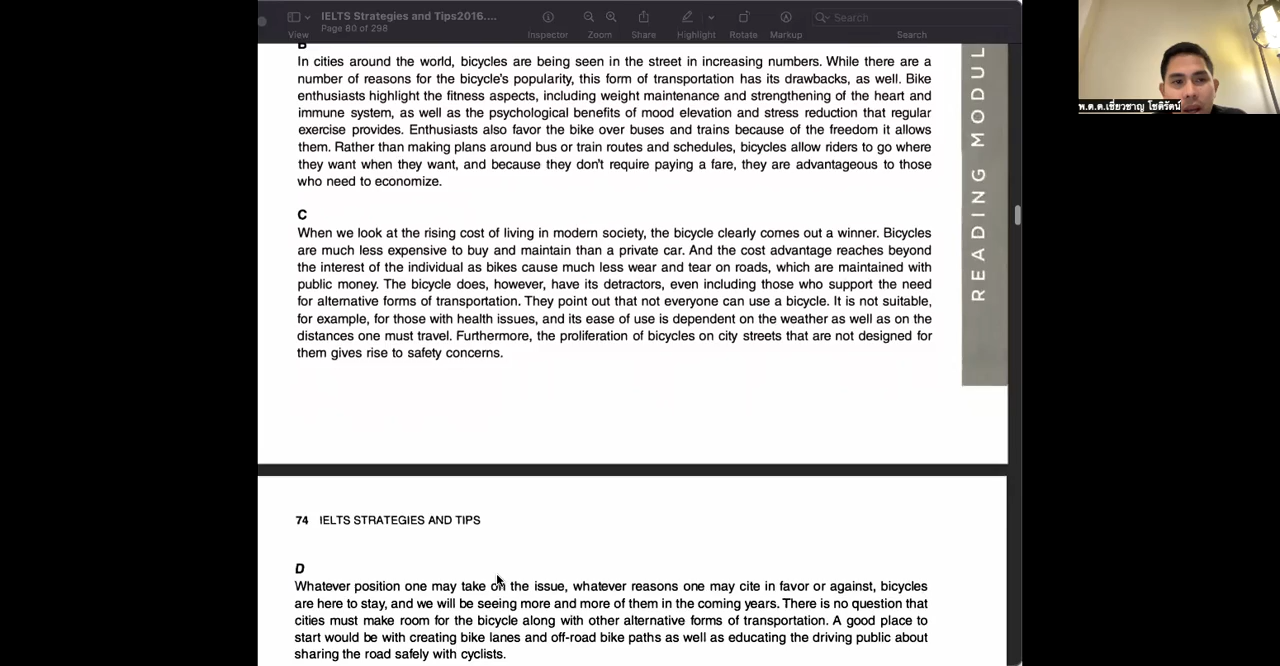 IELTS Strategies and Tips2016....
Page 80 of 298
View
Inspector
Zoom
Share
Highlight
Rotate
Markup
Search
Search
B
In cities around the world, bicycles are being seen in the street in increasing numbers. While there are a
number of reasons for the bicycle's popularity, this form of transportation has its drawbacks, as well. Bike
enthusiasts highlight the fitness aspects, including weight maintenance and strengthening of the heart and
immune system, as well as the psychological benefits of mood elevation and stress reduction that regular
exercise provides. Enthusiasts also favor the bike over buses and trains because of the freedom it allows
them. Rather than making plans around bus or train routes and schedules, bicycles allow riders to go where
they want when they want, and because they don't require paying a fare, they are advantageous to those
who need to economize.
C
When we look at the rising cost of living in modern society, the bicycle clearly comes out a winner. Bicycles
are much less expensive to buy and maintain than a private car. And the cost advantage reaches beyond
the interest of the individual as bikes cause much less wear and tear on roads, which are maintained with
public money. The bicycle does, however, have its detractors, even including those who support the need
for alternative forms of transportation. They point out that not everyone can use a bicycle. It is not suitable,
for example, for those with health issues, and its ease of use is dependent on the weather as well as on the
distances one must travel. Furthermore, the proliferation of bicycles on city streets that are not designed for
them gives rise to safety concerns.
READING MODUL
74 IELTS STRATEGIES AND TIPS
D
Whatever position one may take on the issue, whatever reasons one may cite in favor or against, bicycles
are here to stay, and we will be seeing more and more of them in the coming years. There is no question that
cities must make room for the bicycle along with other alternative forms of transportation. A good place to
start would be with creating bike lanes and off-road bike paths as well as educating the driving public about
sharing the road safely with cyclists.
พ.ต.ต.เชี่ยวชาญ โชติรัตน์